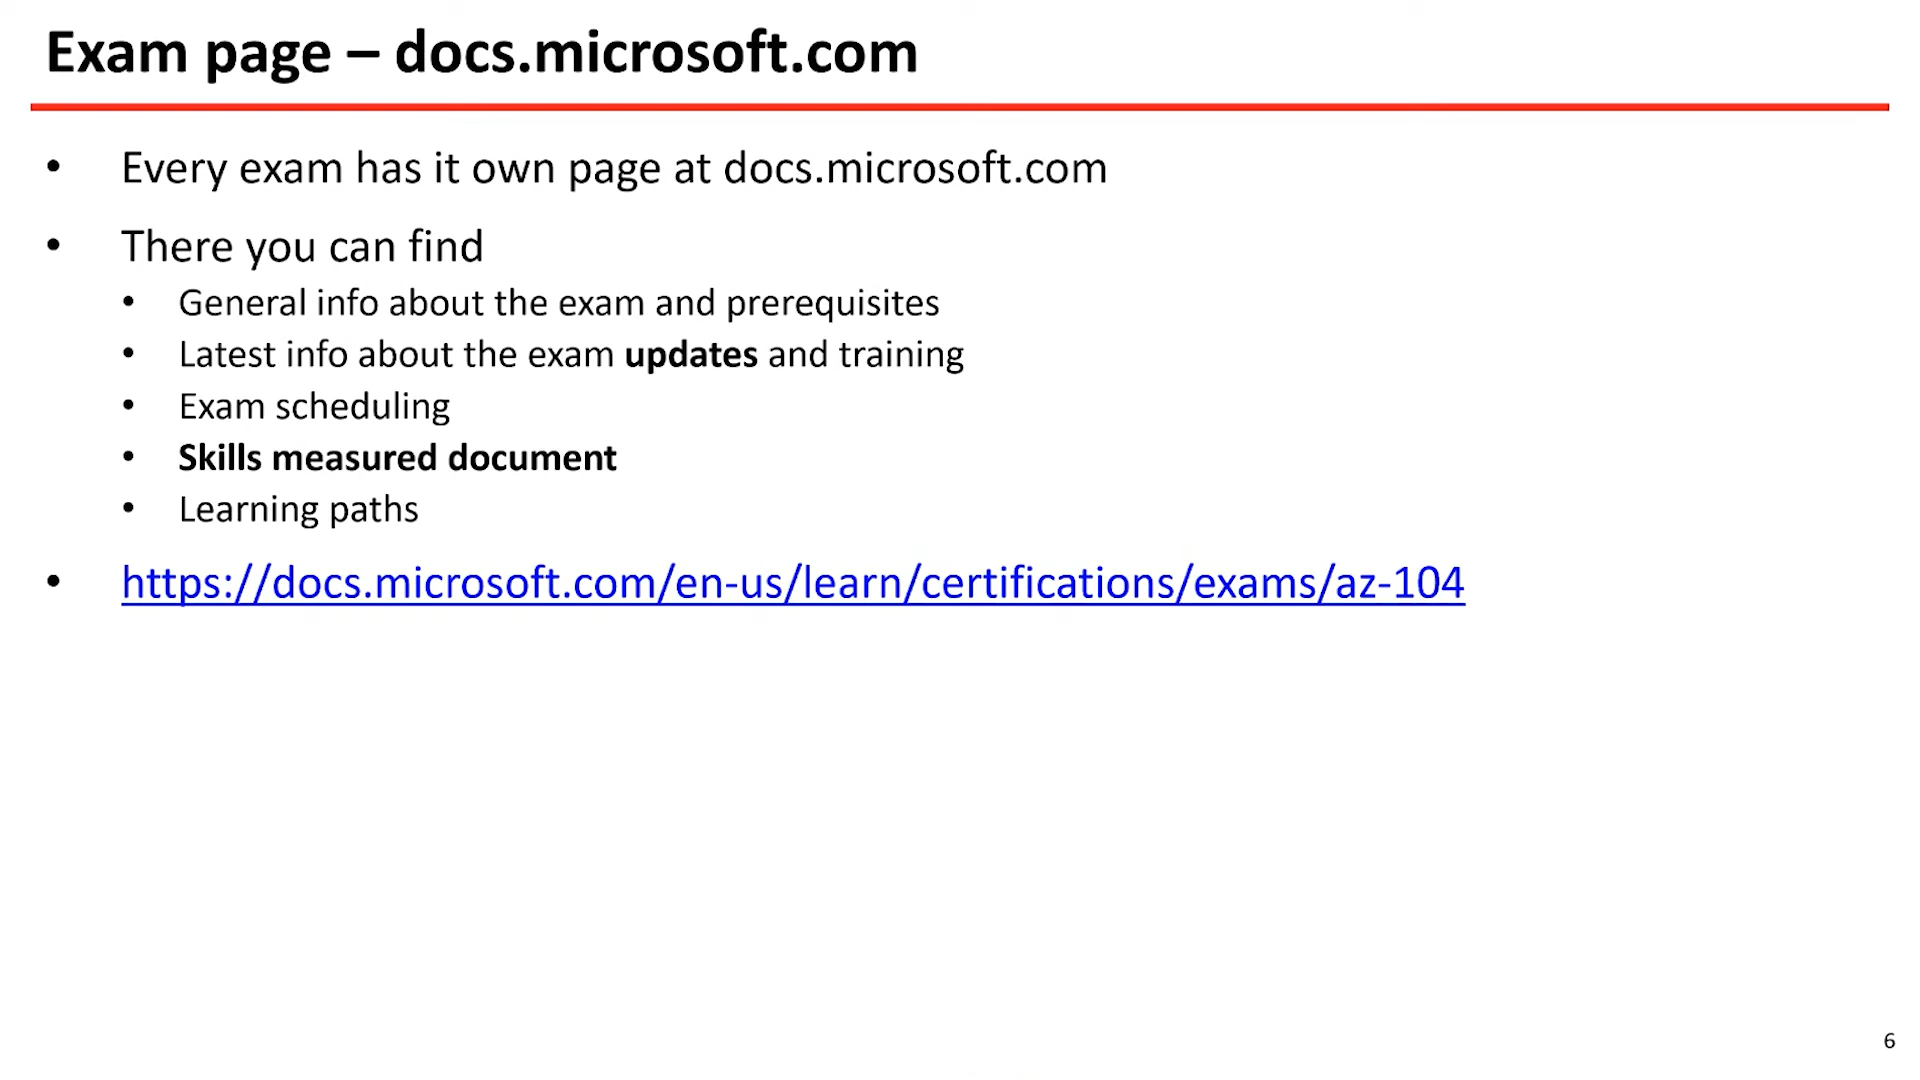 Exam page – docs.microsoft.com
• Every exam has it own page at docs.microsoft.com
• There you can find
• General info about the exam and prerequisites
• Latest info about the exam updates and training
• Exam scheduling
• Skills measured document
• Learning paths
• https://docs.microsoft.com/en-us/learn/certifications/exams/az-104
6